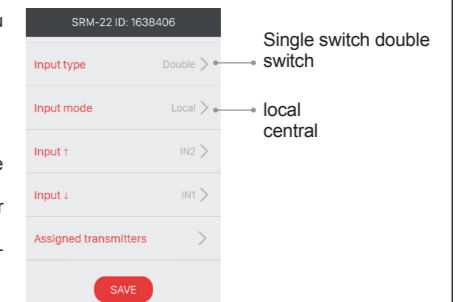 SRM-22 ID: 1638406
Input type Double
Single switch double
switch
Input mode Local
local
central
Input ↑ IN2
Input ↓ IN1
Assigned transmitters
SAVE